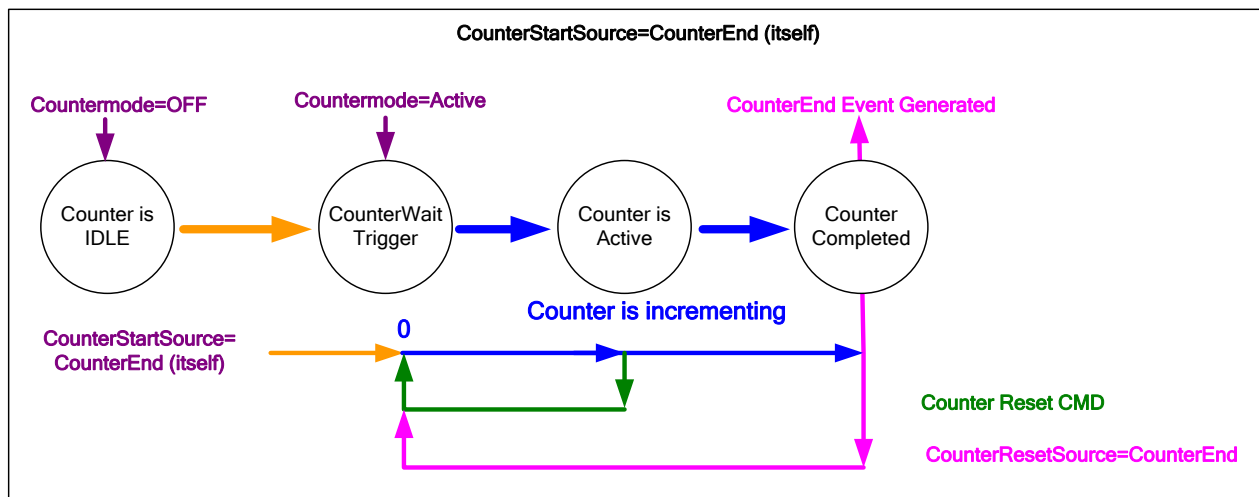 CounterStartSource=CounterEnd (itself)
Countermode=OFF
Countermode=Active
CounterEnd Event Generated
Counter is
IDLE
CounterWait
Trigger
Counter is
Active
Counter
Completed
Counter is incrementing
CounterStartSource=
CounterEnd (itself)
0
Counter Reset CMD
CounterResetSource=CounterEnd